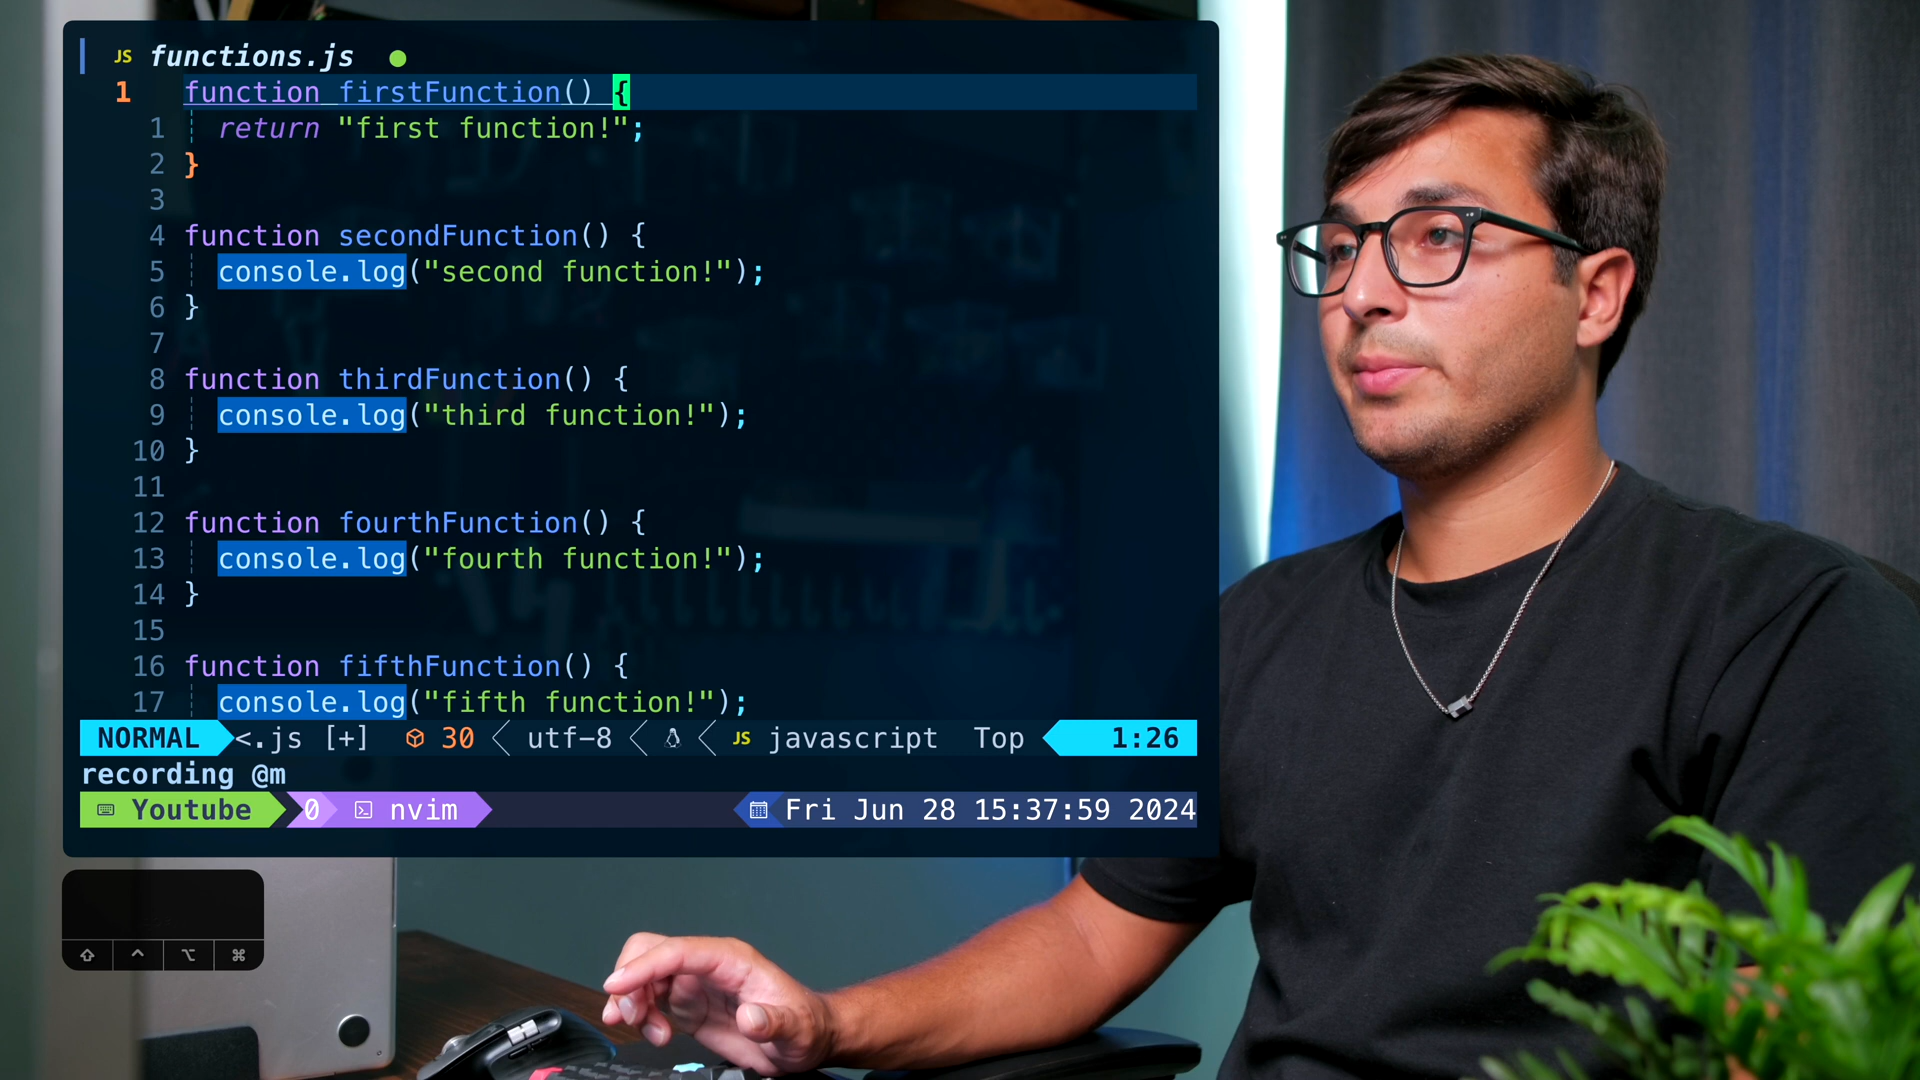 JS functions.js
1 function firstFunction() {
1 return "first function!";
2 }
3
4 function secondFunction() {
5 console.log("second function!");
6 }
7
8 function thirdFunction() {
9 console.log("third function!");
10 }
11
12 function fourthFunction() {
13 console.log("fourth function!");
14 }
15
16 function fifthFunction() {
17 console.log("fifth function!");
NORMAL <.js [+] 30 utf-8 JS javascript Top 1:26
recording @m
Youtube 0 nvim Fri Jun 28 15:37:59 2024